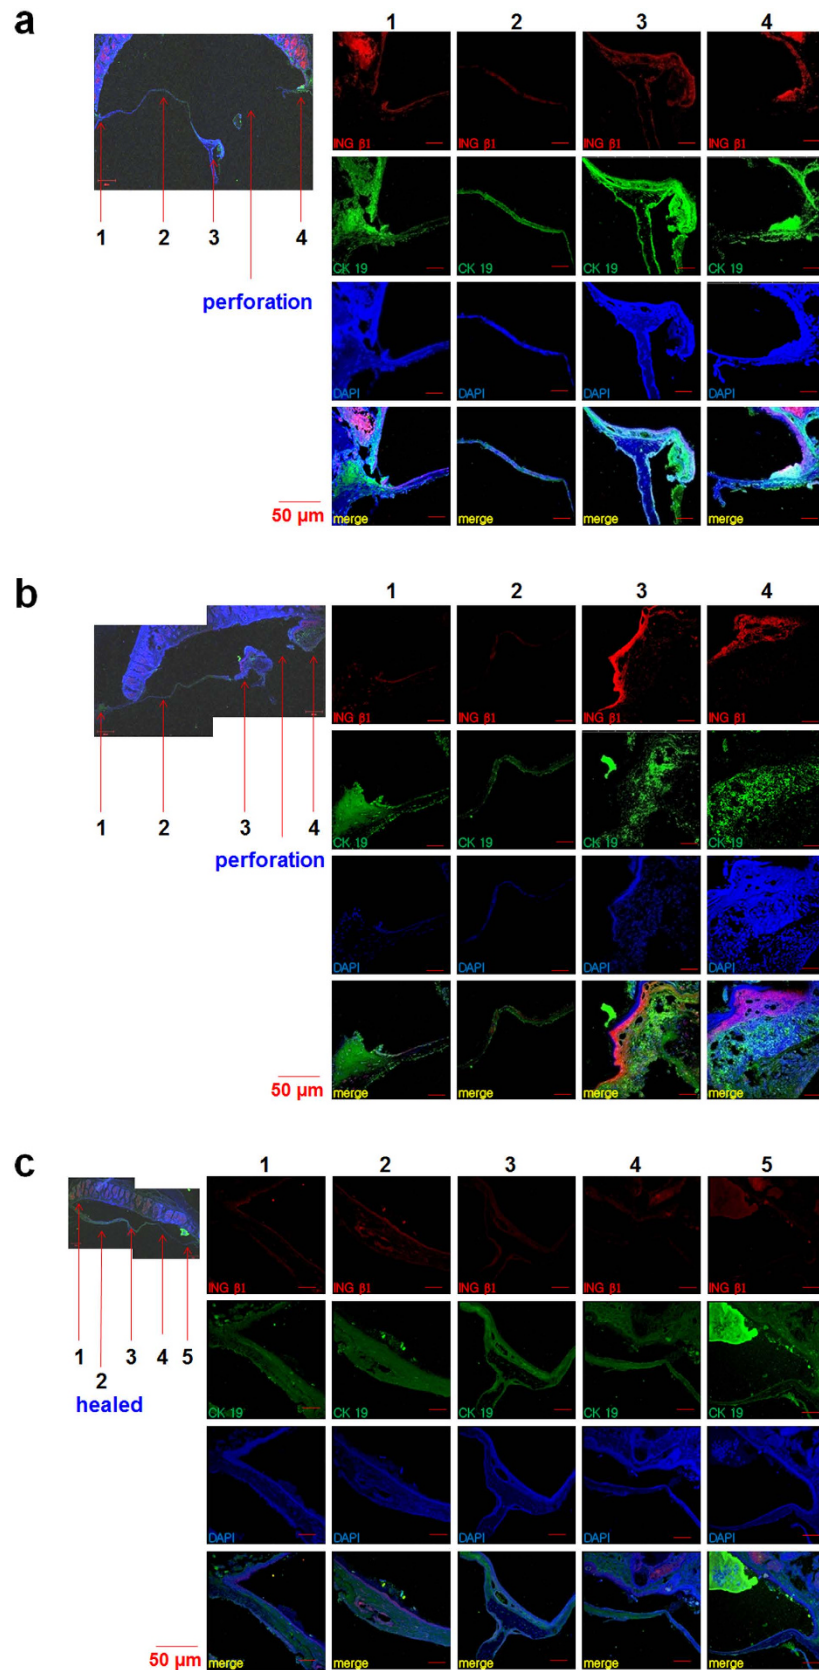 a
1 2 3 4
ING β1 ING β1 ING β1 ING β1
CK 19 CK 19 CK 19 CK 19
1 2 3 4
perforation
DAPI DAPI DAPI DAPI
50 μm
merge merge merge merge
b
1 2 3 4
ING β1 ING β1 ING β1 ING β1
CK 19 CK 19 CK 19 CK 19
1 2 3 4
perforation
DAPI DAPI DAPI DAPI
50 μm
merge merge merge merge
c
1 2 3 4 5
ING β1 ING β1 ING β1 ING β1 ING β1
1 2 3 4 5
healed
CK 19 CK 19 CK 19 CK 19 CK 19
DAPI DAPI DAPI DAPI DAPI
50 μm
merge merge merge merge merge